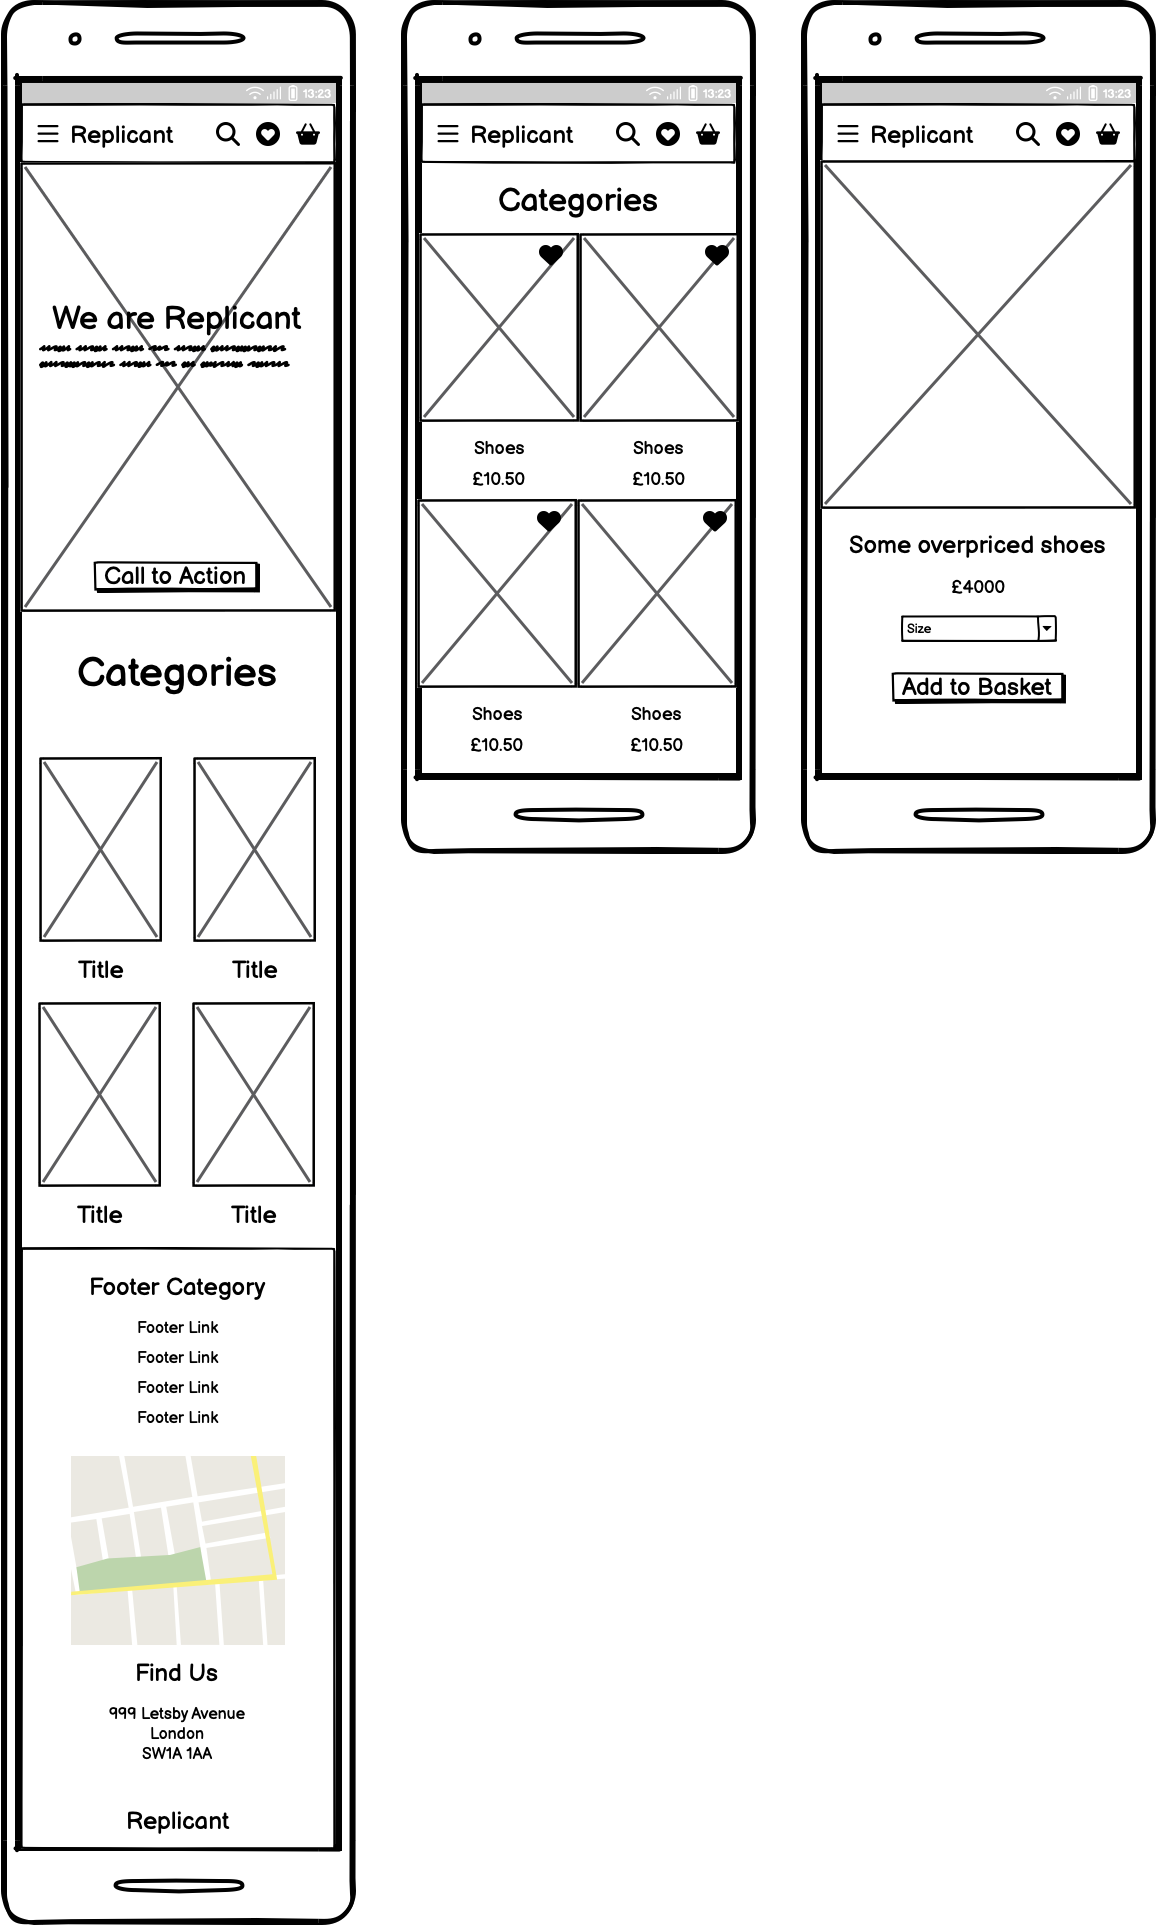 13:23
Replicant
We are Replicant
Call to Action
Categories
Title
Title
Title
Title
Footer Category
Footer Link
Footer Link
Footer Link
Footer Link
Find Us
999 Letsby Avenue
London
SW1A 1AA
Replicant
13:23
Replicant
Categories
Shoes
Shoes
£10.50
£10.50
Shoes
Shoes
£10.50
£10.50
13:23
Replicant
Some overpriced shoes
£4000
Size
Add to Basket